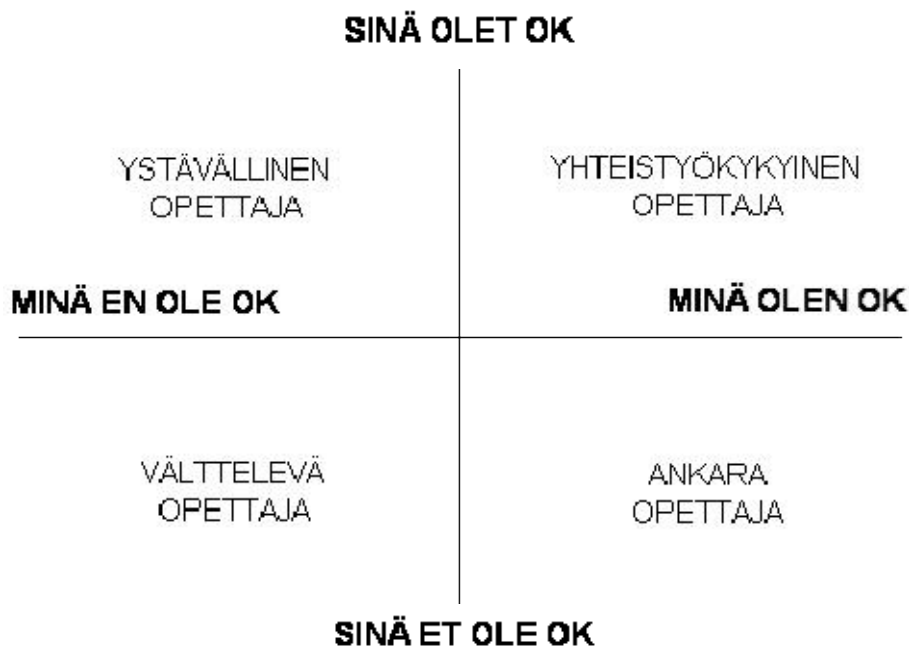 SINÄ OLET OK
YSTÄVÄLLINEN
OPETTAJA
YHTEISTYÖKYKYINEN
OPETTAJA
MINÄ EN OLE OK
MINÄ OLEN OK
VÄLTTELEVÄ
OPETTAJA
ANKARA
OPETTAJA
SINÄ ET OLE OK